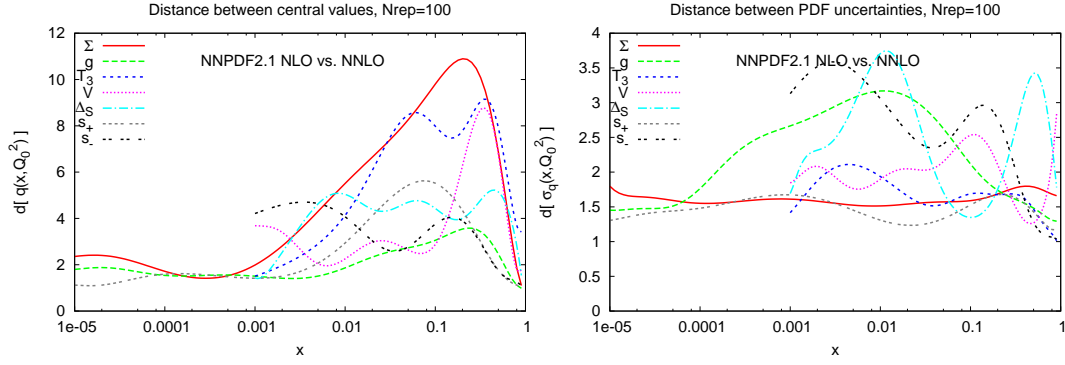 Distance between central values, Nrep=100
NNPDF2.1 NLO vs. NNLO
Σ
g
T₃
V
Δ_S
s₊
s₋
d[ q(x,Q₀²) ]
12
10
8
6
4
2
0
1e-05
0.0001
0.001
0.01
0.1
1
x
Distance between PDF uncertainties, Nrep=100
NNPDF2.1 NLO vs. NNLO
Σ
g
T₃
V
Δ_S
s₊
s₋
d[ σ_q(x,Q₀²) ]
4
3.5
3
2.5
2
1.5
1
0.5
0
1e-05
0.0001
0.001
0.01
0.1
1
x